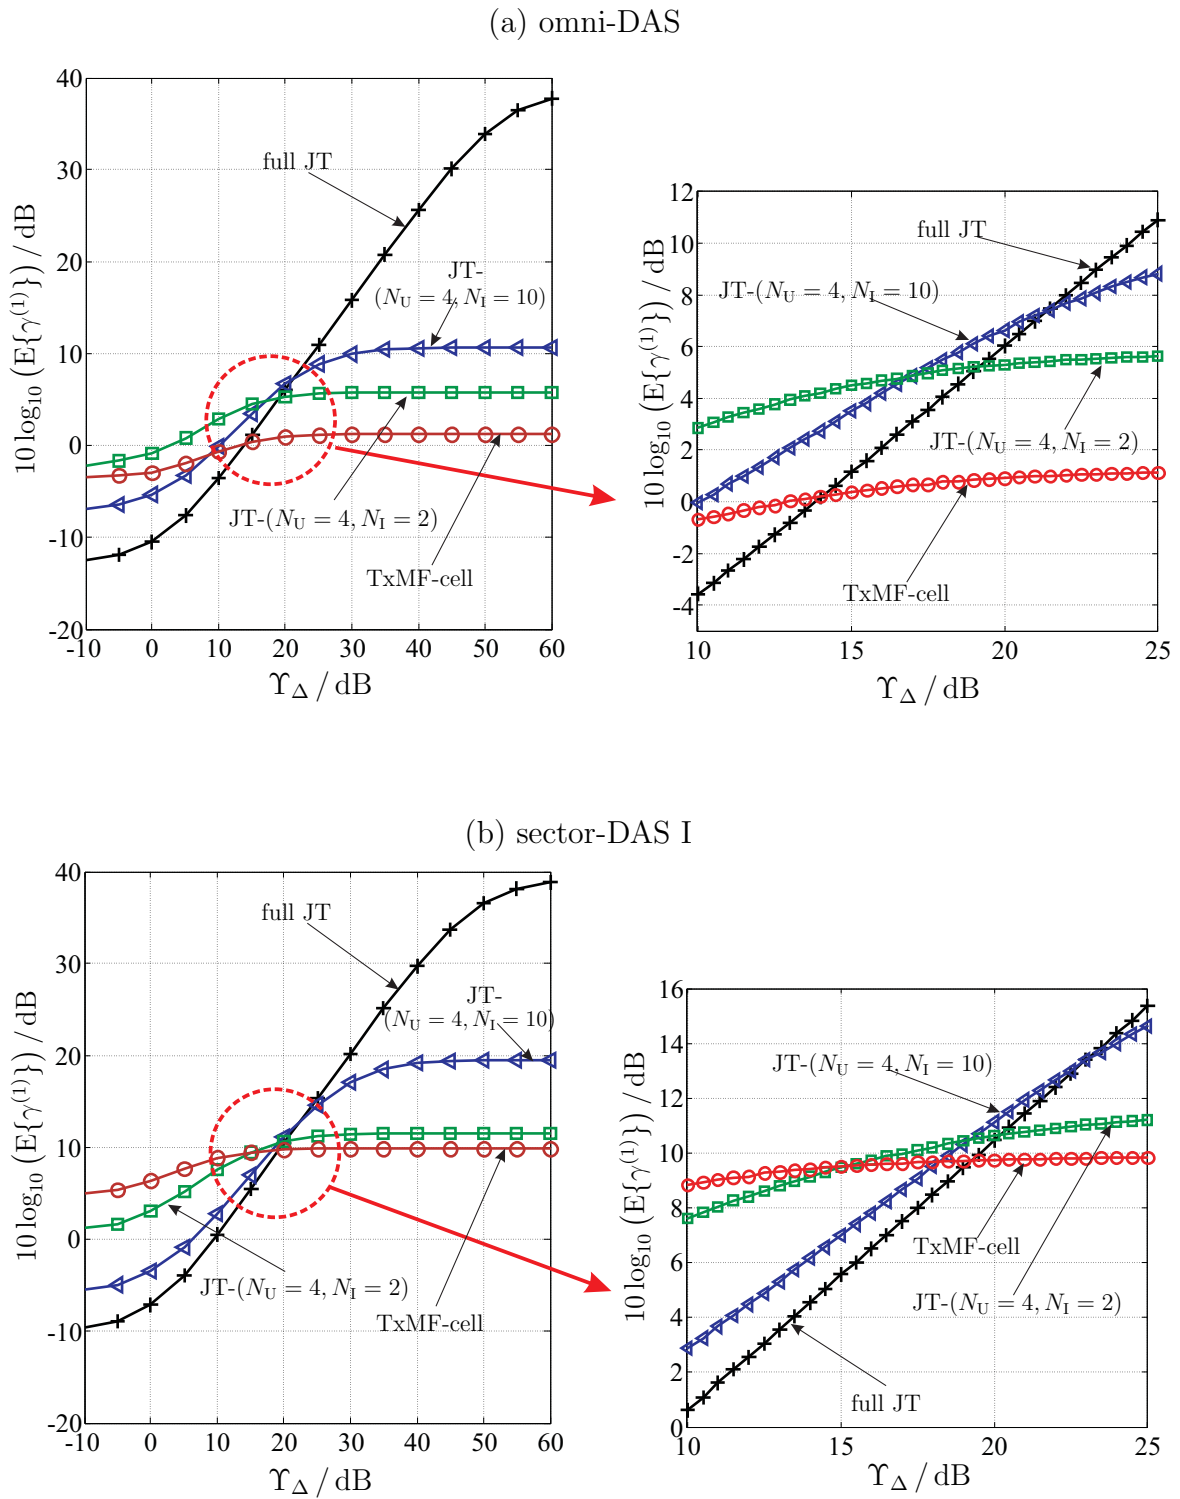 (a) omni-DAS
10 log₁₀ (E{γ⁽¹⁾}) / dB
40
30
20
10
0
-10
-20
full JT
JT-
(N_U = 4, N_I = 10)
JT-(N_U = 4, N_I = 2)
TxMF-cell
-10 0 10 20 30 40 50 60
ϒ_Δ / dB
10 log₁₀ (E{γ⁽¹⁾}) / dB
12
10
8
6
4
2
0
-2
-4
full JT
JT-(N_U = 4, N_I = 10)
JT-(N_U = 4, N_I = 2)
TxMF-cell
10 15 20 25
ϒ_Δ / dB
(b) sector-DAS I
10 log₁₀ (E{γ⁽¹⁾}) / dB
40
30
20
10
0
-10
-20
full JT
JT-
(N_U = 4, N_I = 10)
JT-(N_U = 4, N_I = 2)
TxMF-cell
-10 0 10 20 30 40 50 60
ϒ_Δ / dB
10 log₁₀ (E{γ⁽¹⁾}) / dB
16
14
12
10
8
6
4
2
0
JT-(N_U = 4, N_I = 10)
TxMF-cell
JT-(N_U = 4, N_I = 2)
full JT
10 15 20 25
ϒ_Δ / dB